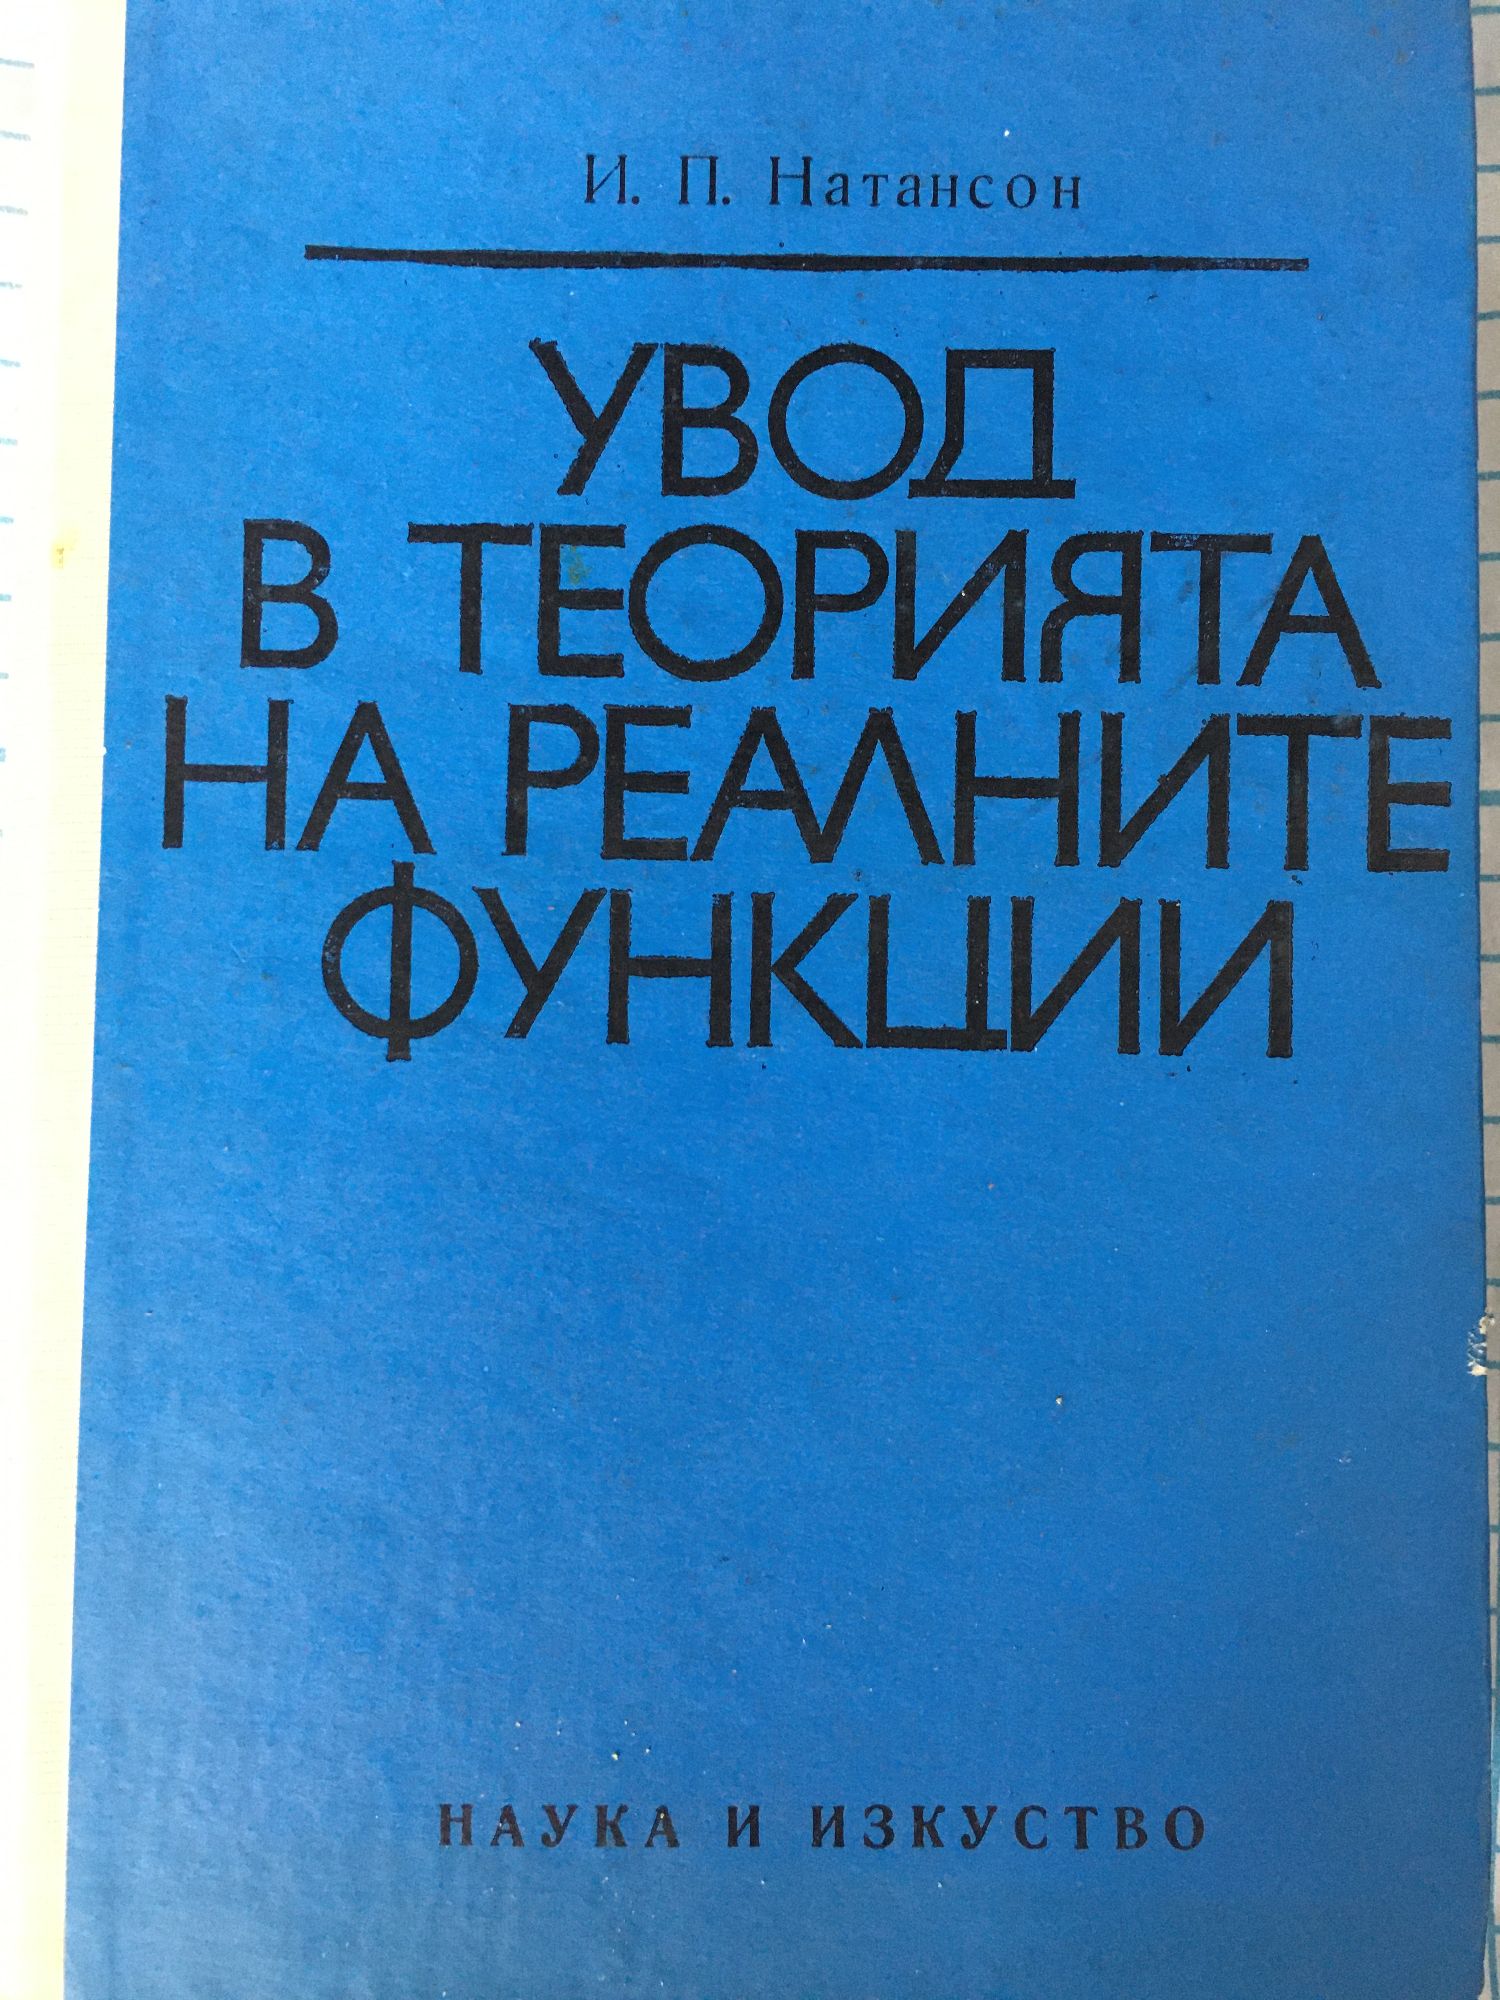 И. П. Натансон
УВОД
В ТЕОРИЯТА
НА РЕАЛНИТЕ
ФУНКЦИИ
НАУКА И ИЗКУСТВО